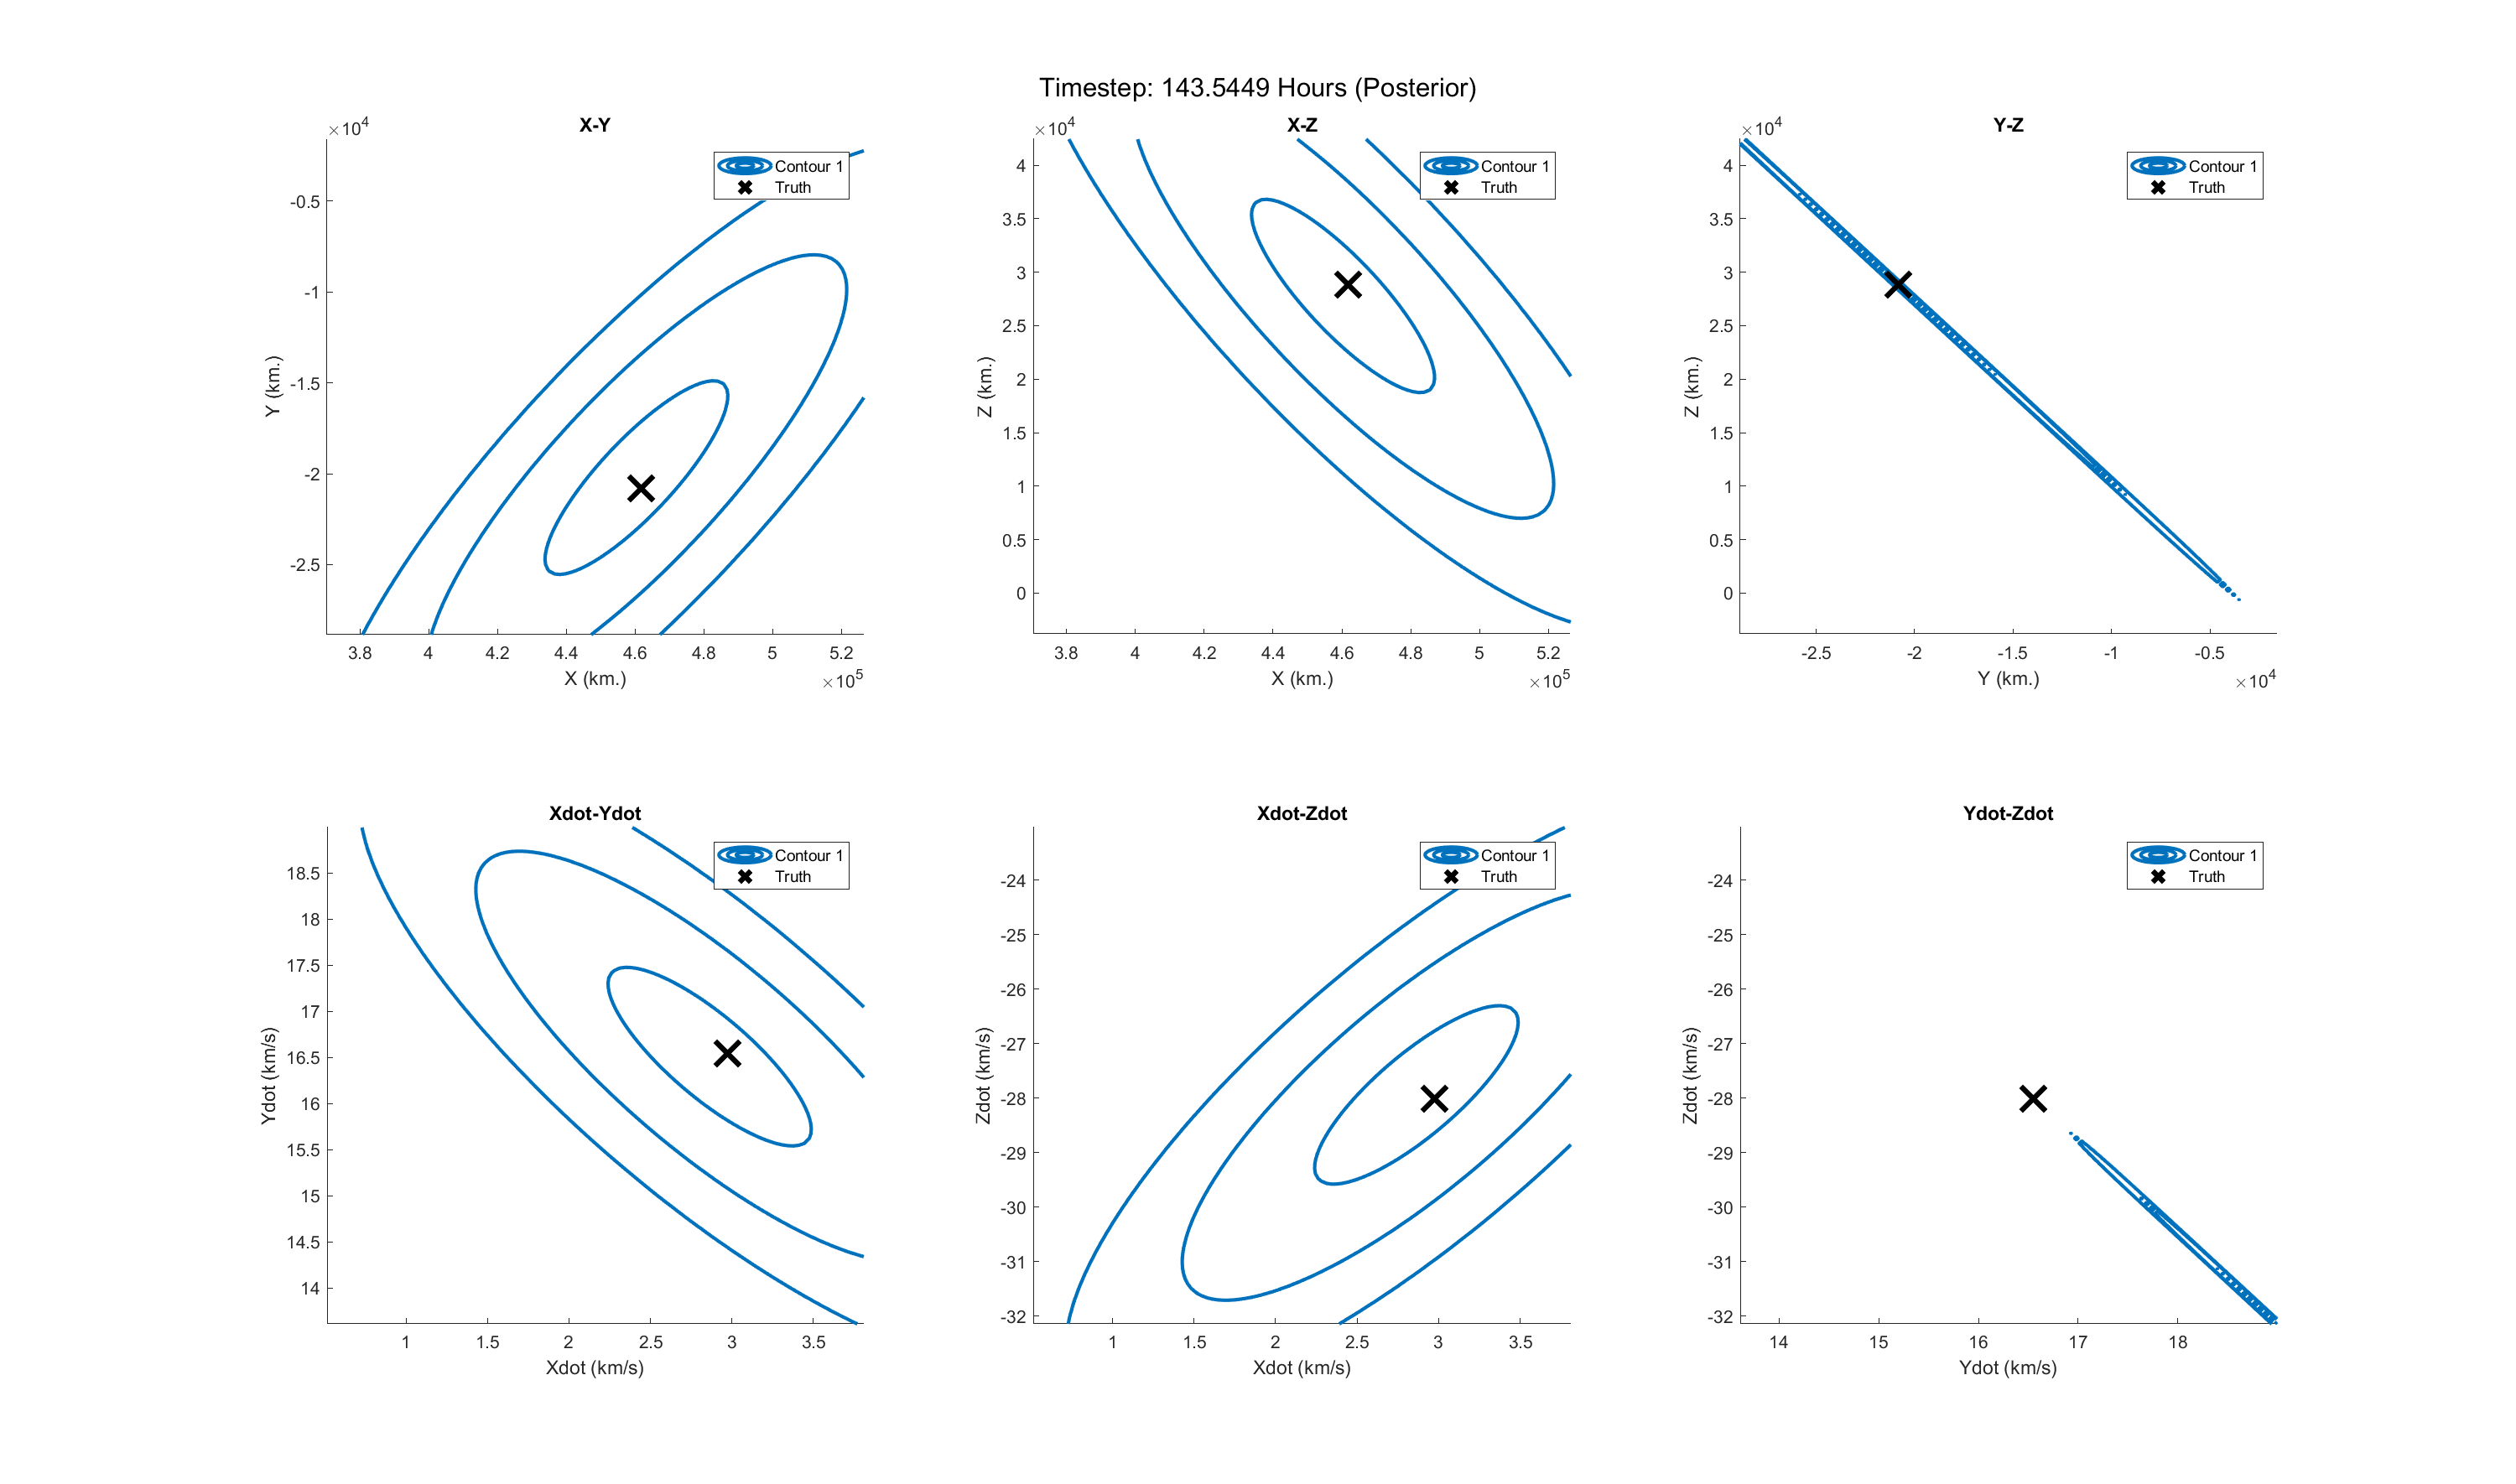 Timestep: 143.5449 Hours (Posterior)
X-Y
×10^4
Contour 1
Truth
-0.5
-1
-1.5
-2
-2.5
Y (km.)
3.8 4 4.2 4.4 4.6 4.8 5 5.2
X (km.)
×10^5
X-Z
×10^4
Contour 1
Truth
4
3.5
3
2.5
2
1.5
1
0.5
0
Z (km.)
3.8 4 4.2 4.4 4.6 4.8 5 5.2
X (km.)
×10^5
Y-Z
×10^4
Contour 1
Truth
4
3.5
3
2.5
2
1.5
1
0.5
0
Z (km.)
-2.5 -2 -1.5 -1 -0.5
Y (km.)
×10^4
Xdot-Ydot
Contour 1
Truth
18.5
18
17.5
17
16.5
16
15.5
15
14.5
14
Ydot (km/s)
1 1.5 2 2.5 3 3.5
Xdot (km/s)
Xdot-Zdot
Contour 1
Truth
-24
-25
-26
-27
-28
-29
-30
-31
-32
Zdot (km/s)
1 1.5 2 2.5 3 3.5
Xdot (km/s)
Ydot-Zdot
Contour 1
Truth
-24
-25
-26
-27
-28
-29
-30
-31
-32
Zdot (km/s)
14 15 16 17 18
Ydot (km/s)